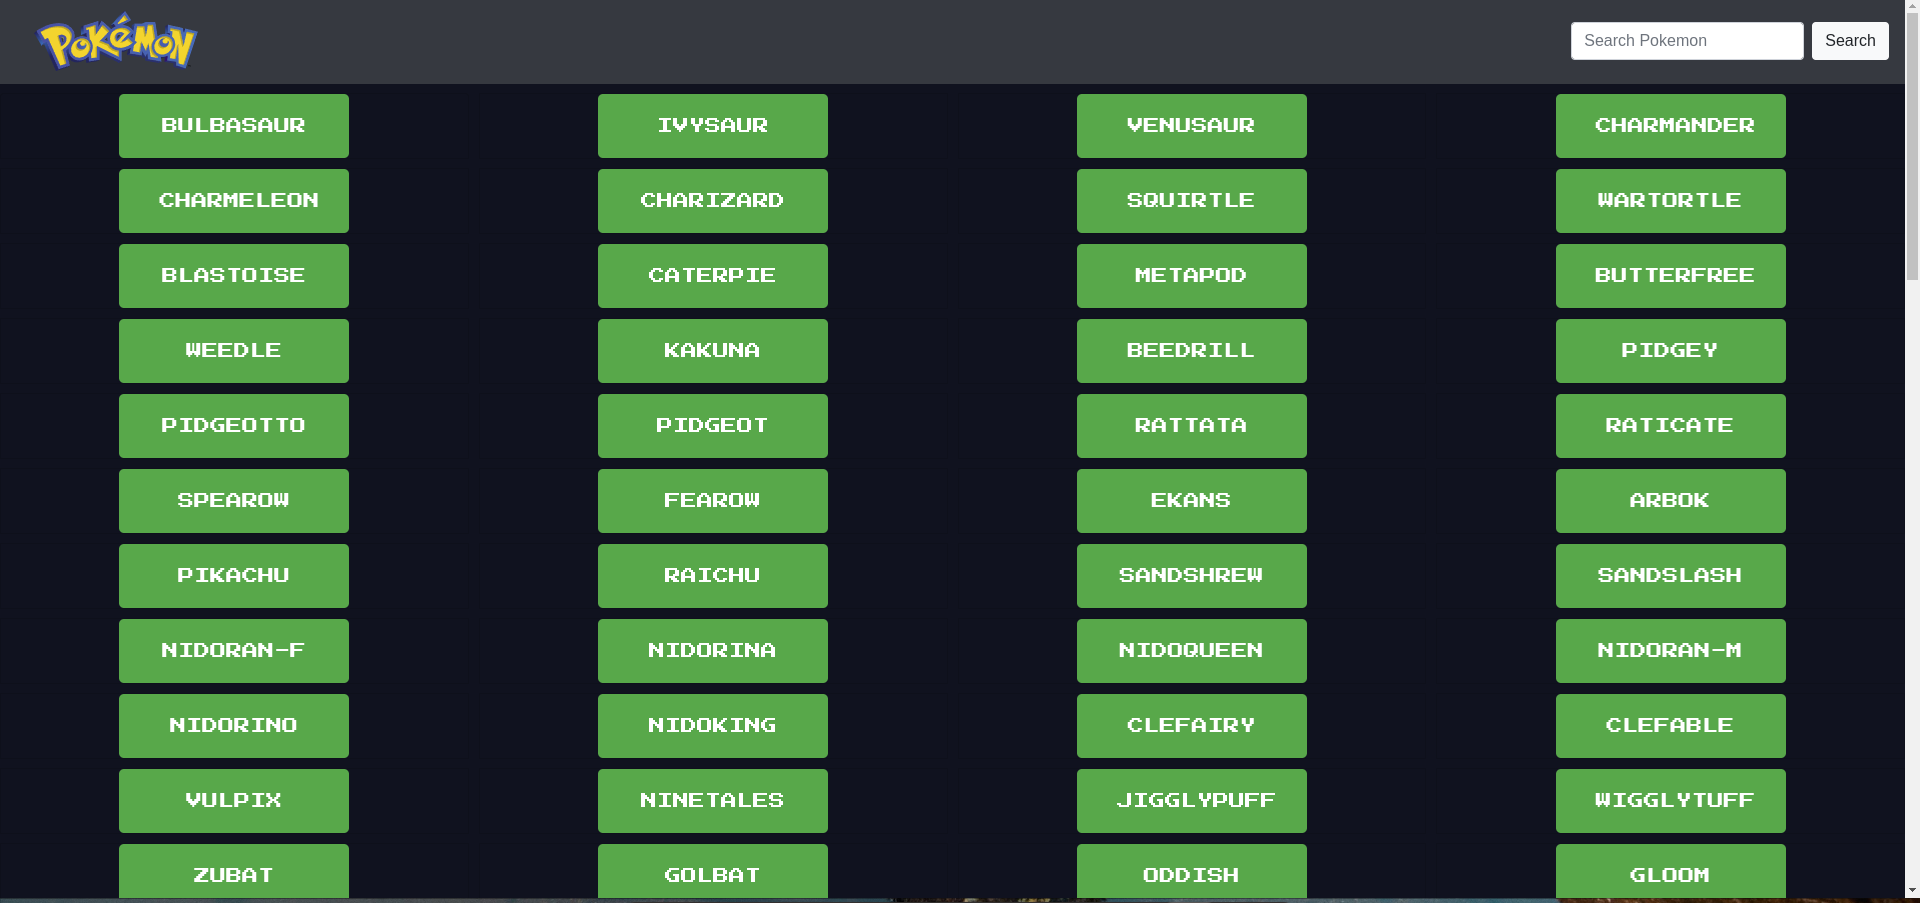 Pokémon
Search Pokemon
Search
BULBASAUR
IVYSAUR
VENUSAUR
CHARMANDER
CHARMELEON
CHARIZARD
SQUIRTLE
WARTORTLE
BLASTOISE
CATERPIE
METAPOD
BUTTERFREE
WEEDLE
KAKUNA
BEEDRILL
PIDGEY
PIDGEOTTO
PIDGEOT
RATTATA
RATICATE
SPEAROW
FEAROW
EKANS
ARBOK
PIKACHU
RAICHU
SANDSHREW
SANDSLASH
NIDORAN-F
NIDORINA
NIDOQUEEN
NIDORAN-M
NIDORINO
NIDOKING
CLEFAIRY
CLEFABLE
VULPIX
NINETALES
JIGGLYPUFF
WIGGLYTUFF
ZUBAT
GOLBAT
ODDISH
GLOOM